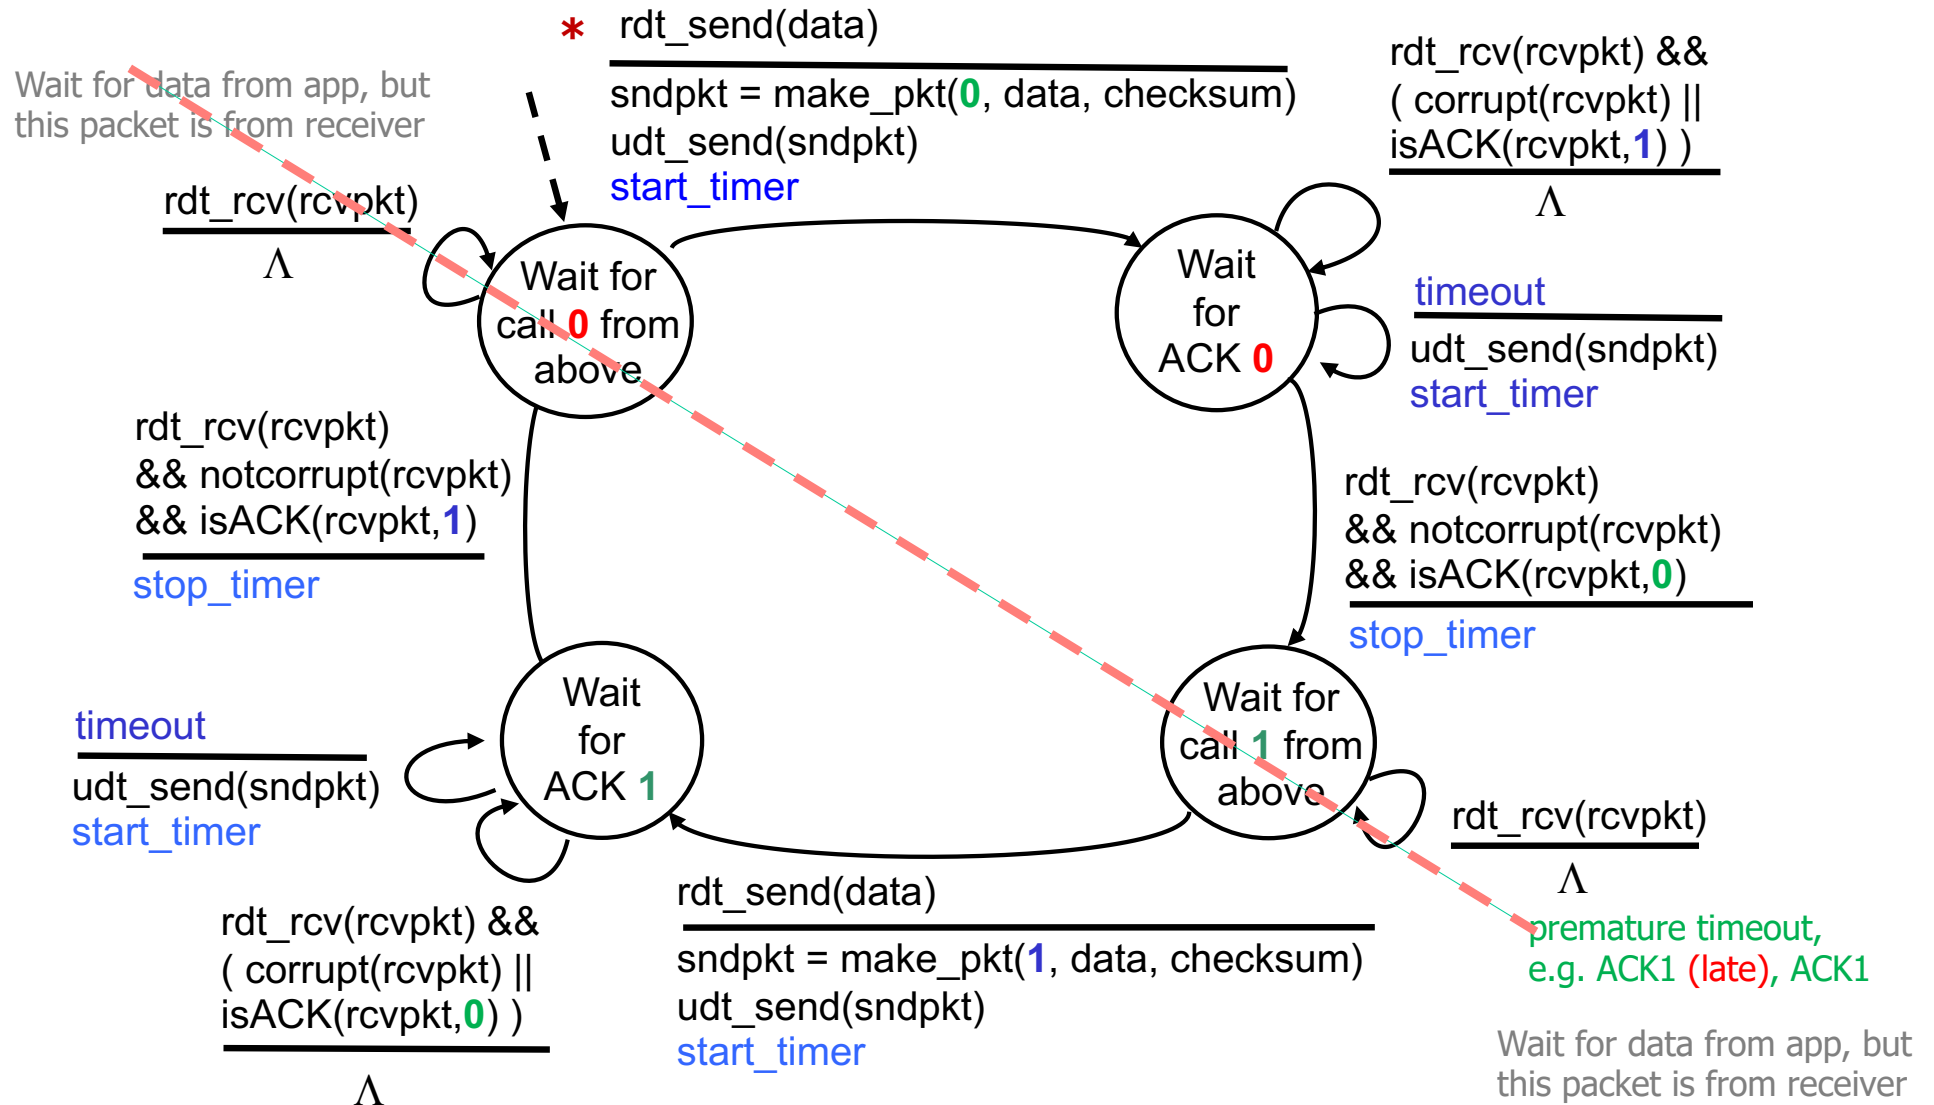 * rdt_send(data)
sndpkt = make_pkt(0, data, checksum)
udt_send(sndpkt)
start_timer
rdt_rcv(rcvpkt) &&
( corrupt(rcvpkt) ||
isACK(rcvpkt,1) )
Λ
Wait for data from app, but
this packet is from receiver
rdt_rcv(rcvpkt)
Λ
Wait for
call 0 from
above
Wait
for
ACK 0
timeout
udt_send(sndpkt)
start_timer
rdt_rcv(rcvpkt)
&& notcorrupt(rcvpkt)
&& isACK(rcvpkt,1)
stop_timer
rdt_rcv(rcvpkt)
&& notcorrupt(rcvpkt)
&& isACK(rcvpkt,0)
stop_timer
Wait
for
ACK 1
Wait for
call 1 from
above
timeout
udt_send(sndpkt)
start_timer
rdt_rcv(rcvpkt)
Λ
rdt_rcv(rcvpkt) &&
( corrupt(rcvpkt) ||
isACK(rcvpkt,0) )
Λ
rdt_send(data)
sndpkt = make_pkt(1, data, checksum)
udt_send(sndpkt)
start_timer
premature timeout,
e.g. ACK1 (late), ACK1
Wait for data from app, but
this packet is from receiver